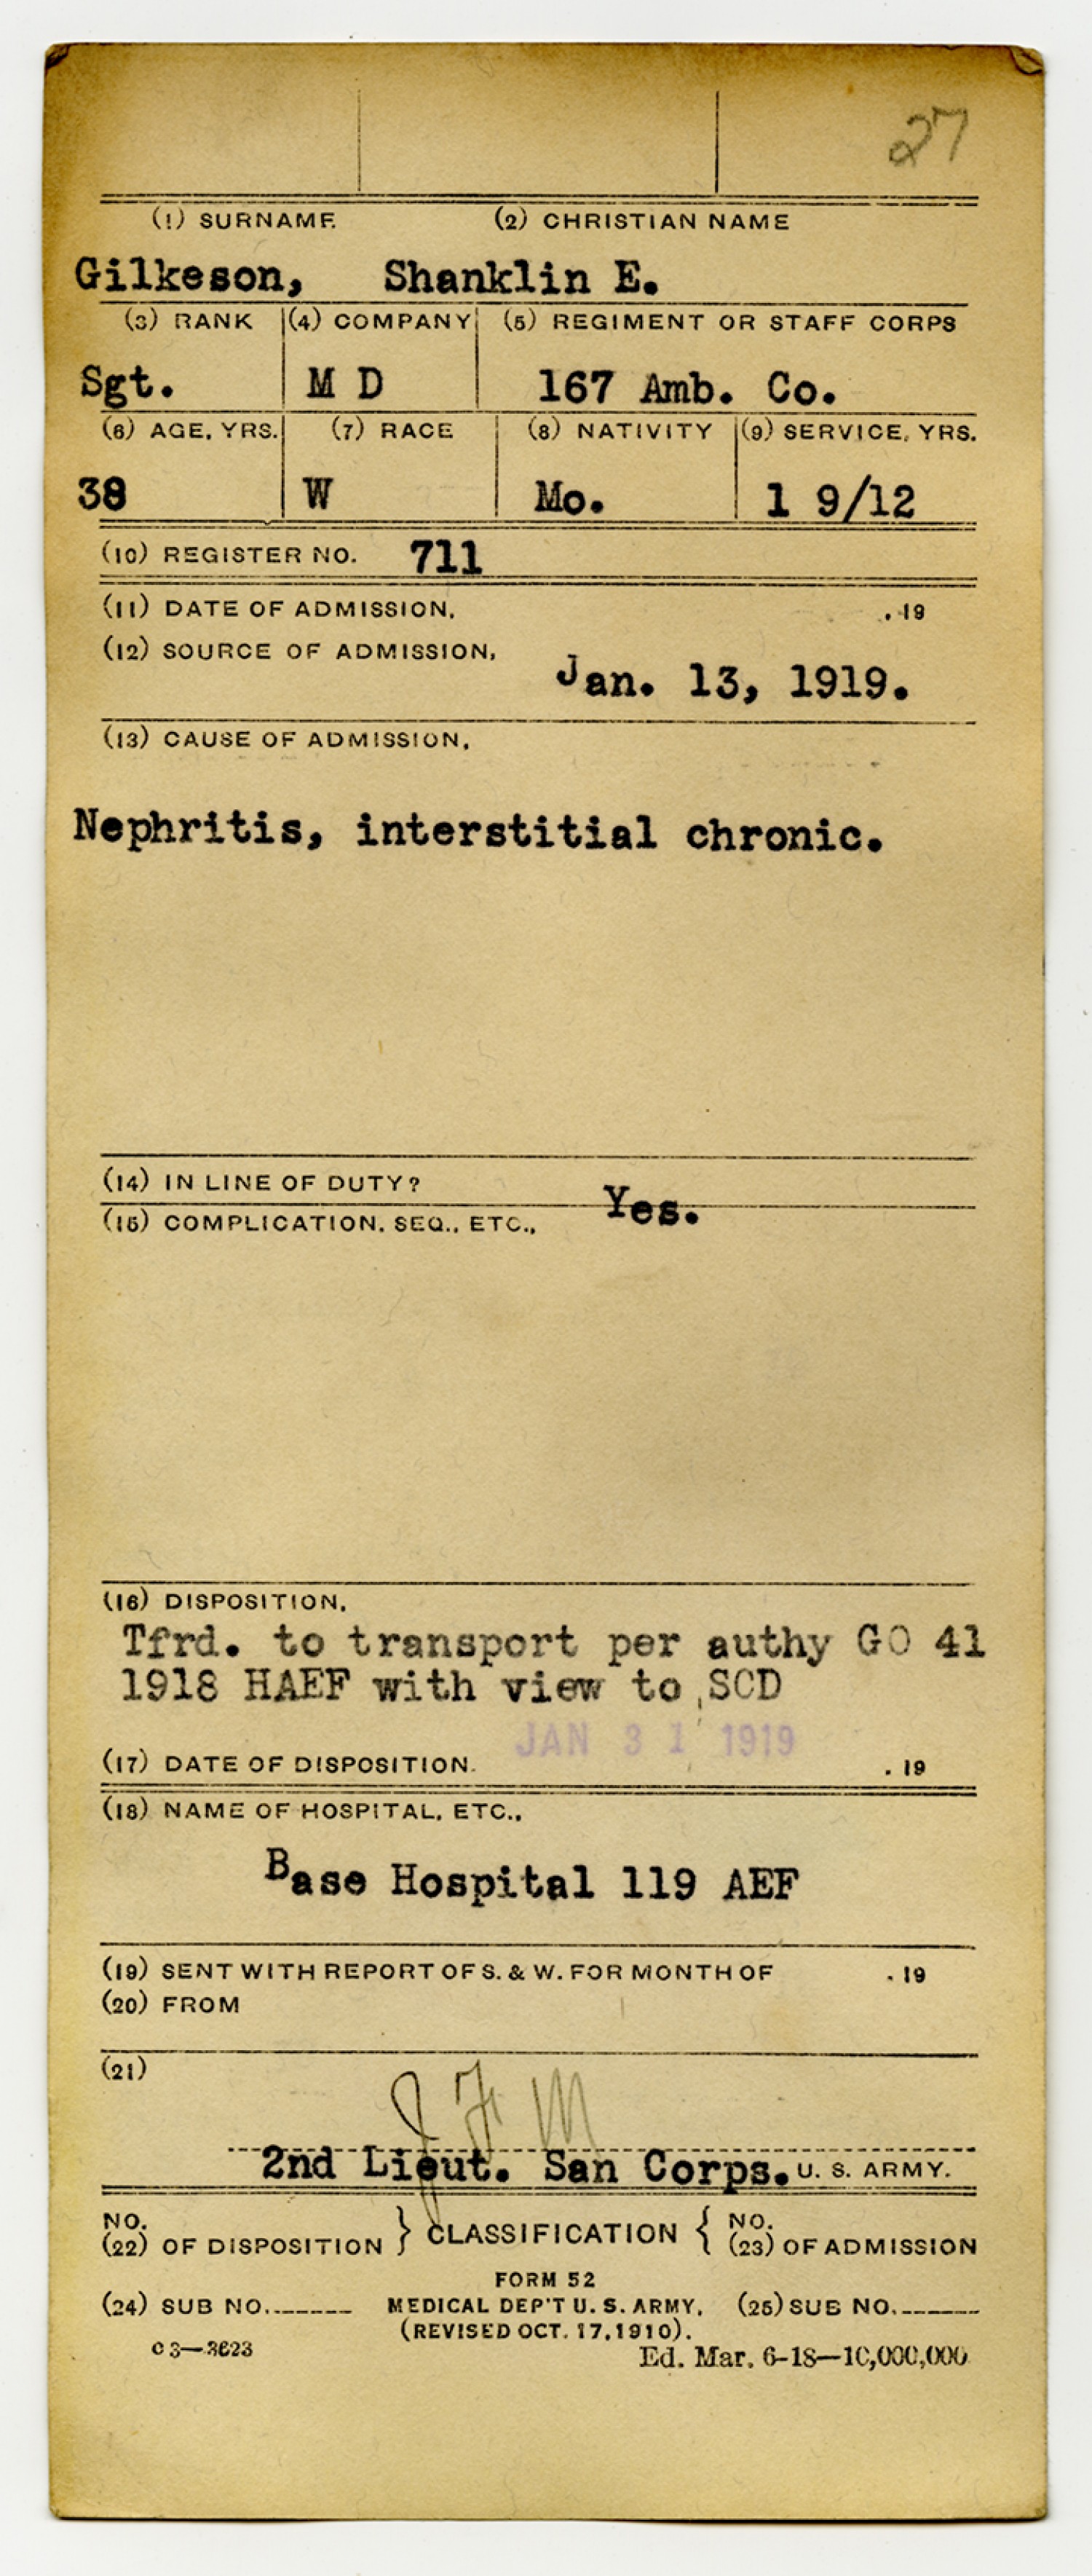 27
(1) SURNAME (2) CHRISTIAN NAME
Gilkeson, Shanklin E.
(3) RANK (4) COMPANY (5) REGIMENT OR STAFF CORPS
Sgt. M D 167 Amb. Co.
(6) AGE, YRS. (7) RACE (8) NATIVITY (9) SERVICE, YRS.
38 W Mo. 1 9/12
(10) REGISTER NO. 711
(11) DATE OF ADMISSION, . 19
(12) SOURCE OF ADMISSION,
Jan. 13, 1919.
(13) CAUSE OF ADMISSION,
Nephritis, interstitial chronic.
(14) IN LINE OF DUTY? Yes.
(15) COMPLICATION, SEQ., ETC.,
(16) DISPOSITION,
Tfrd. to transport per authy GO 41
1918 HAEF with view to SCD
JAN 31 1919
(17) DATE OF DISPOSITION. . 19
(18) NAME OF HOSPITAL, ETC.,
Base Hospital 119 AEF
(19) SENT WITH REPORT OF S. & W. FOR MONTH OF . 19
(20) FROM
(21)
J F M
2nd Lieut. San Corps. U. S. ARMY.
NO. NO.
(22) OF DISPOSITION } CLASSIFICATION { (23) OF ADMISSION
FORM 52
(24) SUB NO. MEDICAL DEP'T U. S. ARMY, (25) SUB NO.
(REVISED OCT. 17, 1910).
c 3—3623
Ed. Mar. 6-18—10,000,000